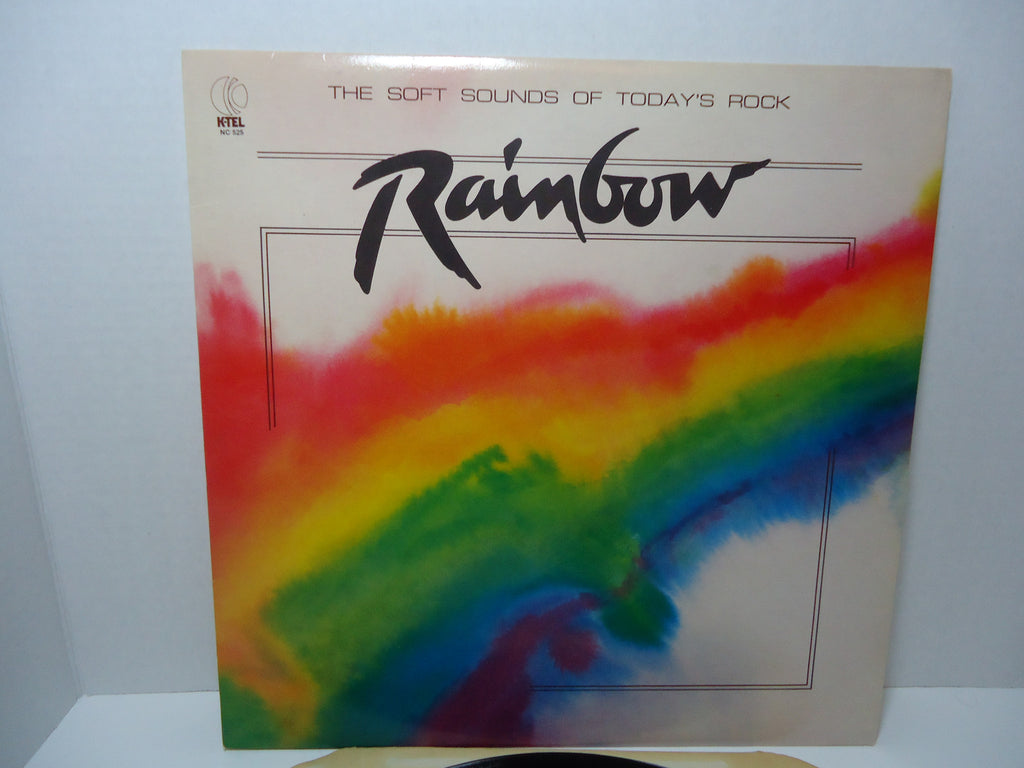 THE SOFT SOUNDS OF TODAY'S ROCK
K-TEL
NC 525
Rainbow